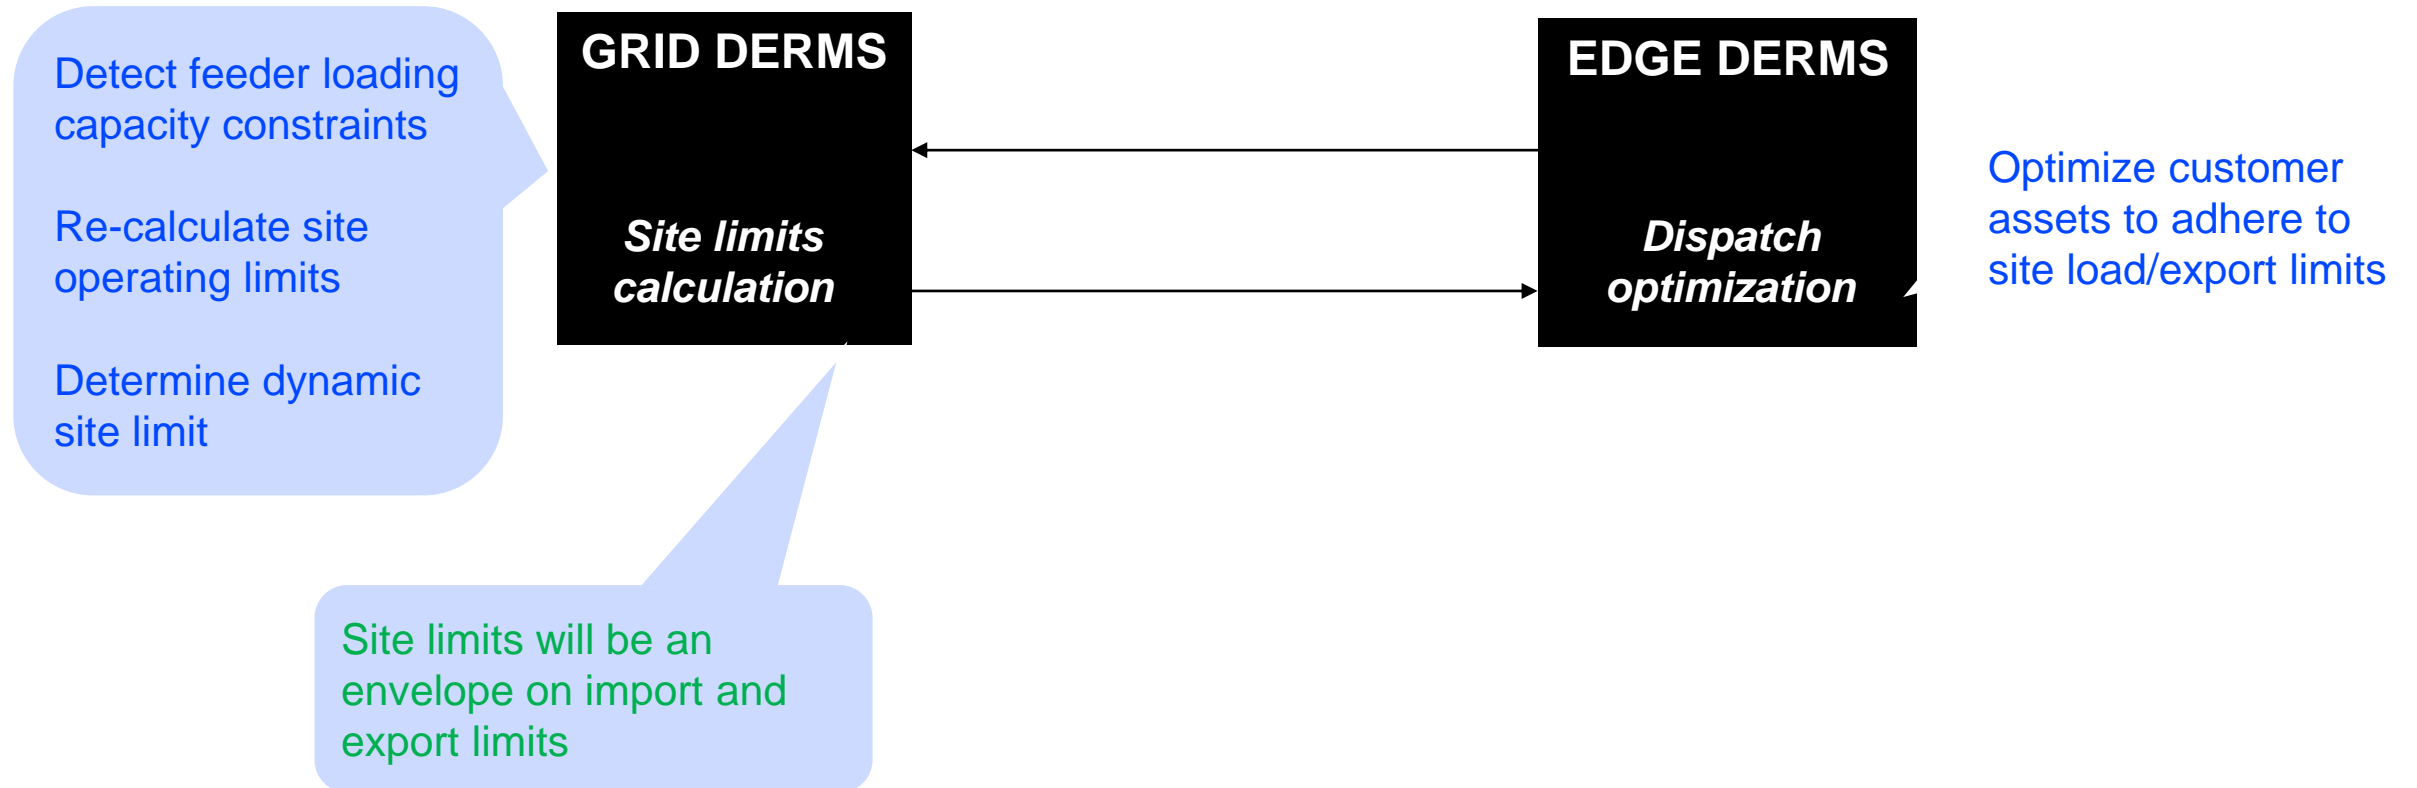 Detect feeder loading
capacity constraints
Re-calculate site
operating limits
Determine dynamic
site limit
GRID DERMS
Site limits
calculation
EDGE DERMS
Dispatch
optimization
Optimize customer
assets to adhere to
site load/export limits
Site limits will be an
envelope on import and
export limits